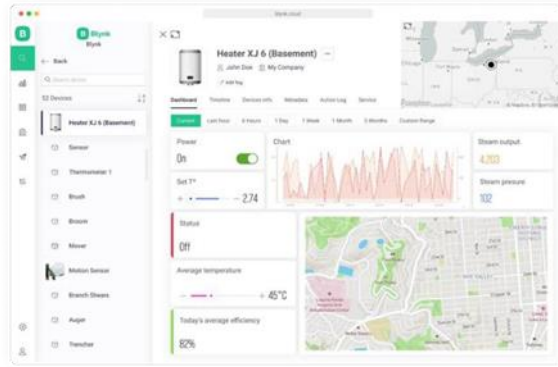 blynk.cloud
B
Blynk
Blynk
← Back
Search device
52 Devices
Heater XJ 6 (Basement)
Sensor
Thermometer 1
Brush
Broom
Mover
Motion Sensor
Branch Shears
Auger
Trencher
Heater XJ 6 (Basement)
John Doe
My Company
Add tag
Dashboard Timeline Devices Info Metadata Action Log Service
Current Last hour 6 Hours 1 Day 1 Week 1 Month 3 Months Custom Range
Power
On
Set T°
+ – 2.74
Chart
Steam output
4,203
Steam presure
102
Status
Off
Average temperature
– + 45°C
Today's average efficiency
82%